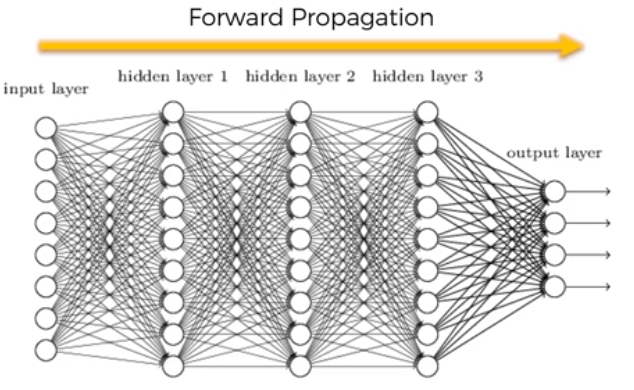 Forward Propagation
input layer
hidden layer 1
hidden layer 2
hidden layer 3
output layer